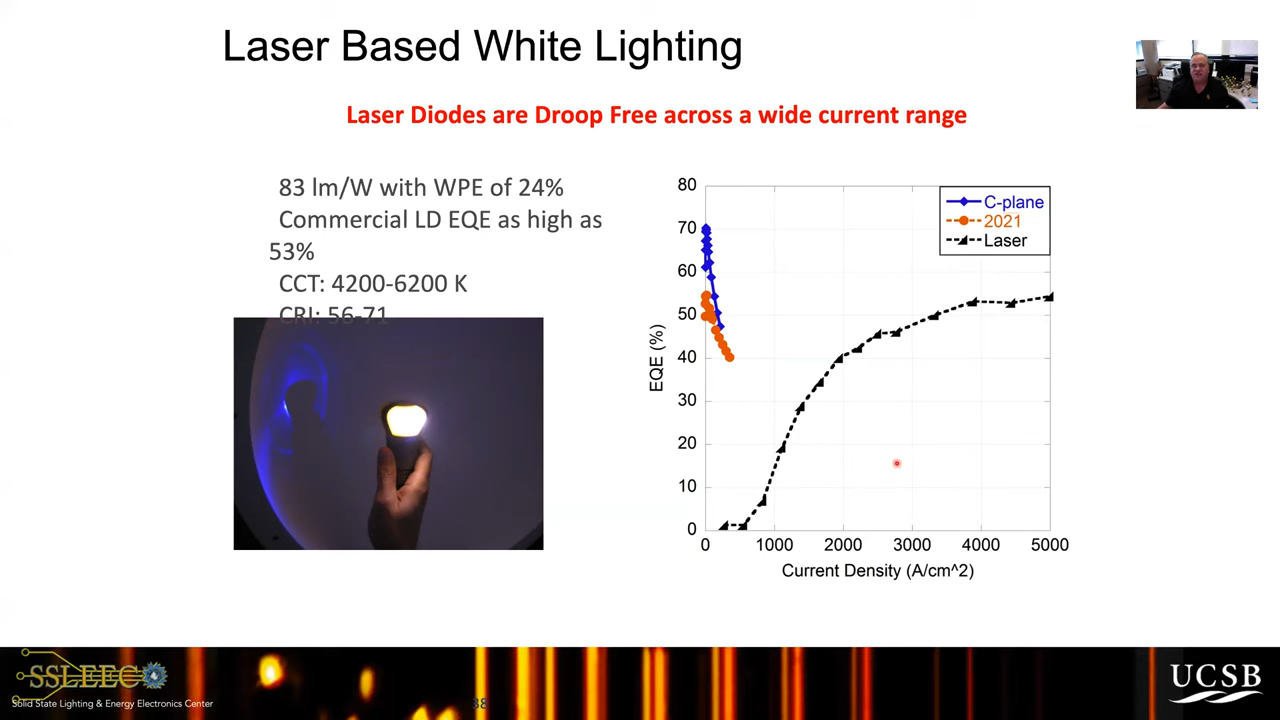 Laser Based White Lighting
Laser Diodes are Droop Free across a wide current range
83 lm/W with WPE of 24%
Commercial LD EQE as high as
53%
CCT: 4200-6200 K
CRI: 56-71
80
70
60
50
40
30
20
10
0
EQE (%)
C-plane
2021
Laser
0 1000 2000 3000 4000 5000
Current Density (A/cm^2)
SSLEEC
Solid State Lighting & Energy Electronics Center
38
UCSB